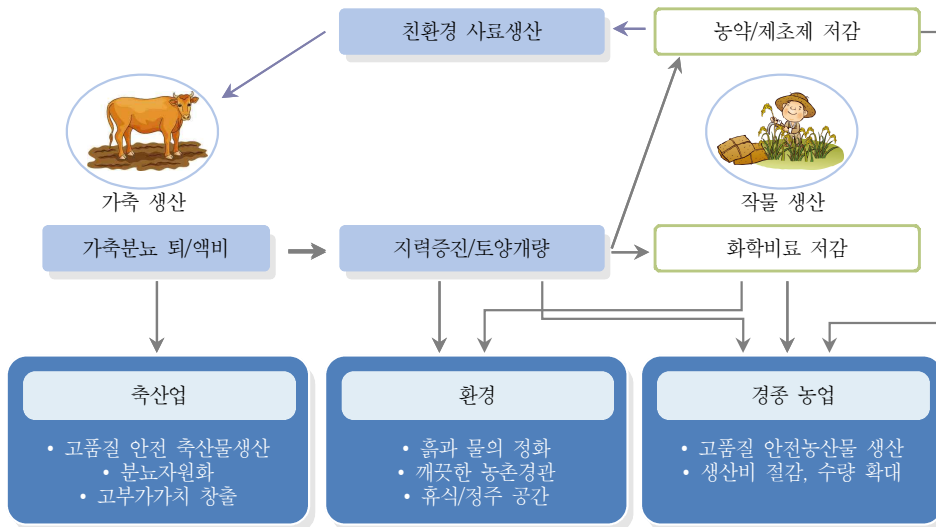 친환경 사료생산
농약/제초제 저감
가축 생산
작물 생산
가축분뇨 퇴/액비
지력증진/토양개량
화학비료 저감
축산업
• 고품질 안전 축산물생산
• 분뇨자원화
• 고부가가치 창출
환경
• 흙과 물의 정화
• 깨끗한 농촌경관
• 휴식/정주 공간
경종 농업
• 고품질 안전농산물 생산
• 생산비 절감, 수량 확대